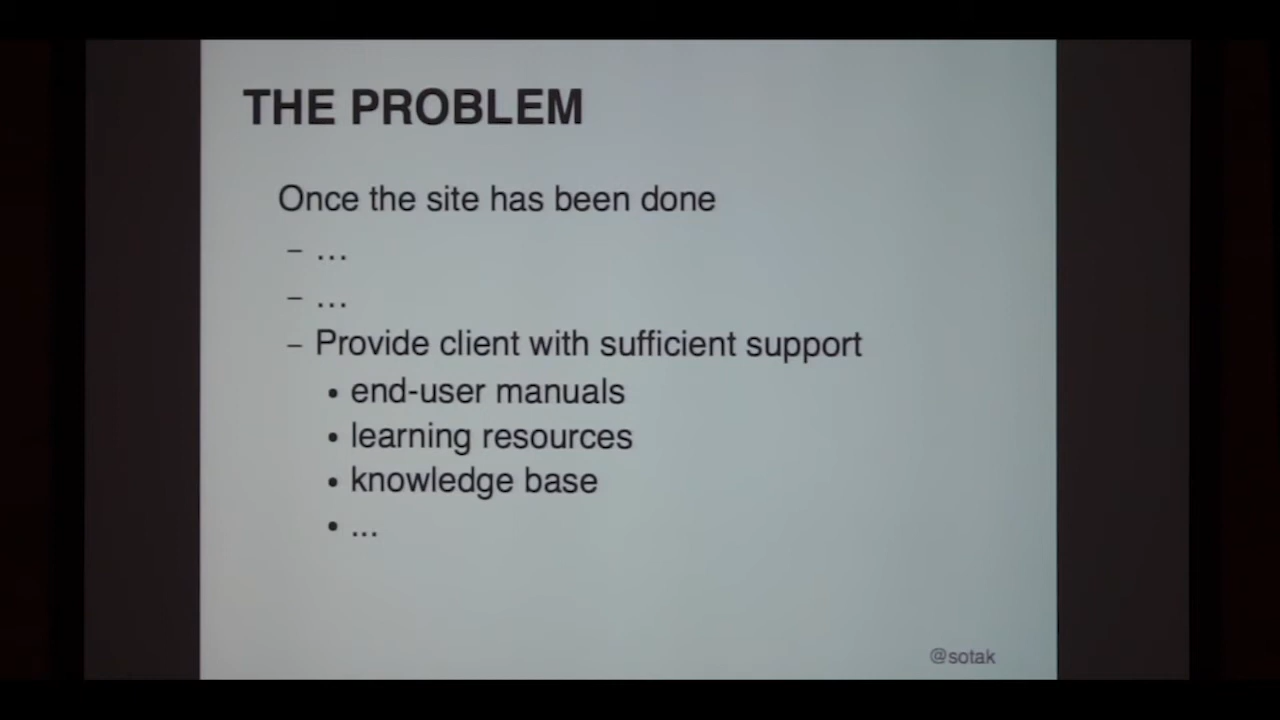 THE PROBLEM
Once the site has been done
– ...
– ...
– Provide client with sufficient support
• end-user manuals
• learning resources
• knowledge base
• ...
@sotak